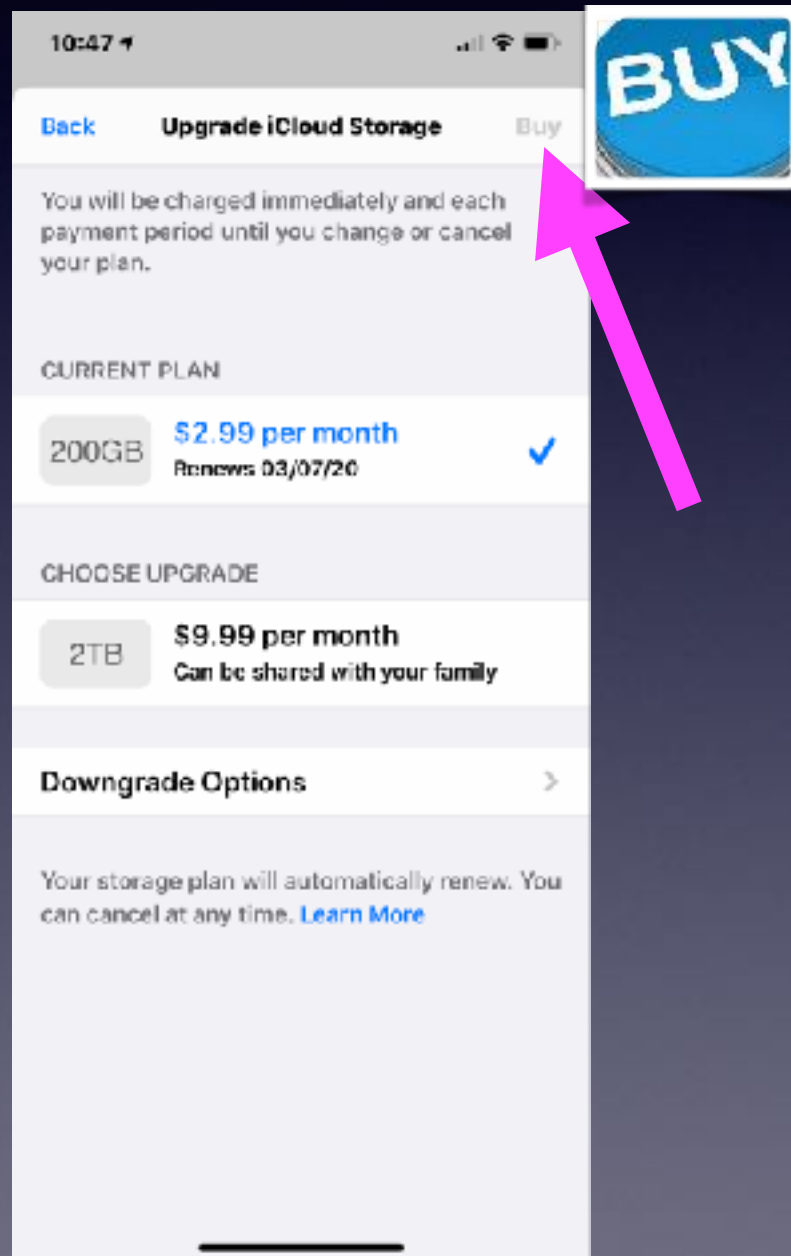 10:47
BUY
Back Upgrade iCloud Storage Buy
You will be charged immediately and each
payment period until you change or cancel
your plan.
CURRENT PLAN
200GB $2.99 per month
Renews 03/07/20
CHOOSE UPGRADE
2TB $9.99 per month
Can be shared with your family
Downgrade Options
Your storage plan will automatically renew. You
can cancel at any time. Learn More